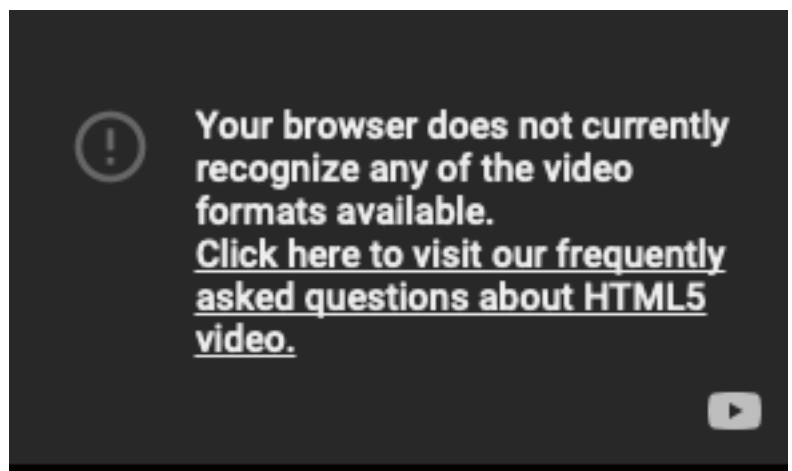 Your browser does not currently
recognize any of the video
formats available.
Click here to visit our frequently
asked questions about HTML5
video.